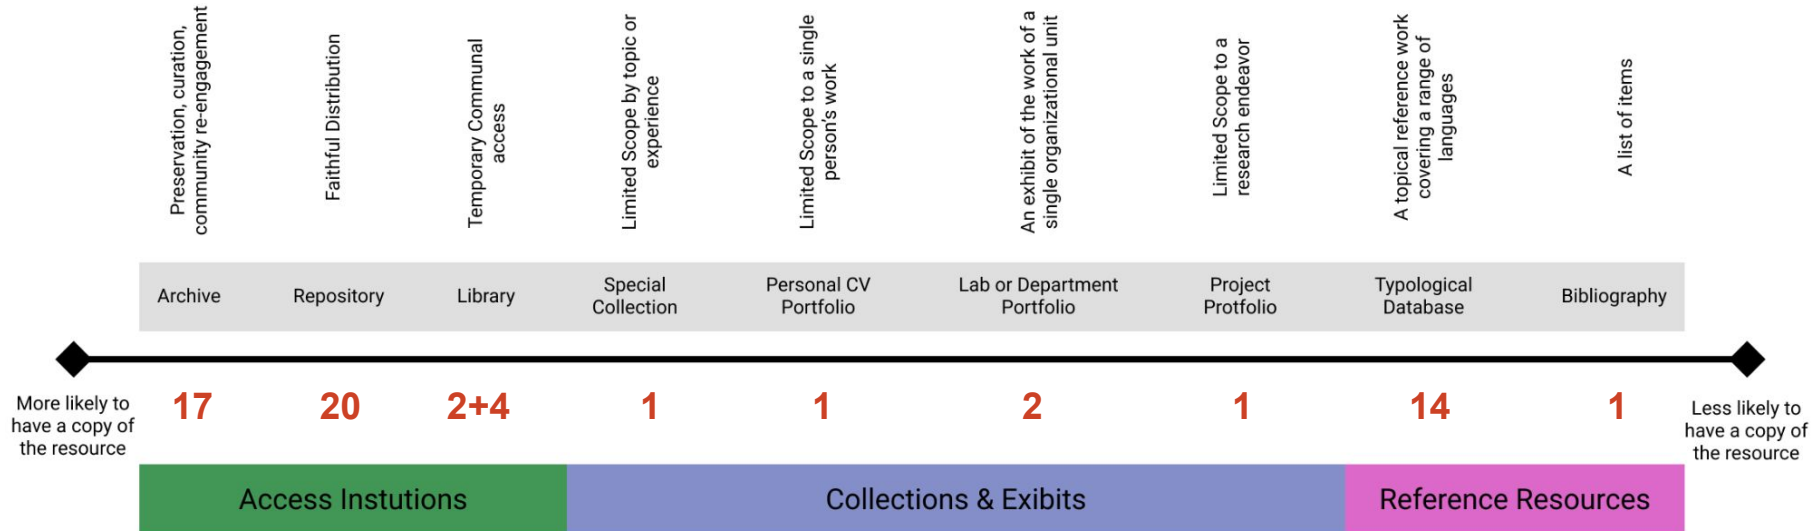 Preservation, curation,
community re-engagement
Faithful Distribution
Temporary Communal
access
Limited Scope by topic or
experience
Limited Scope to a single
person's work
An exhibit of the work of a
single organizational unit
Limited Scope to a
research endeavor
A topical reference work
covering a range of
languages
A list of items
Archive
Repository
Library
Special
Collection
Personal CV
Portfolio
Lab or Department
Portfolio
Project
Protfolio
Typological
Database
Bibliography
More likely to
have a copy of
the resource
17
20
2+4
1
1
2
1
14
1
Less likely to
have a copy of
the resource
Access Instutions
Collections & Exibits
Reference Resources